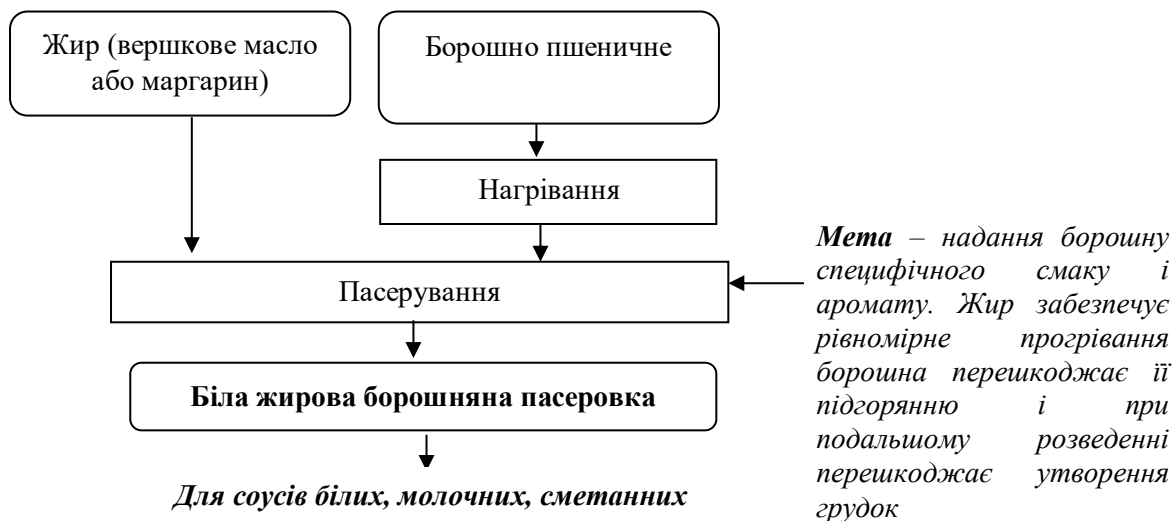 Жир (вершкове масло
або маргарин)
Борошно пшеничне
Нагрівання
Пасерування
Біла жирова борошняна пасеровка
Для соусів білих, молочних, сметанних
Мета – надання борошну
специфічного смаку і
аромату. Жир забезпечує
рівномірне прогрівання
борошна перешкоджає її
підгорянню і при
подальшому розведенні
перешкоджає утворення
грудок